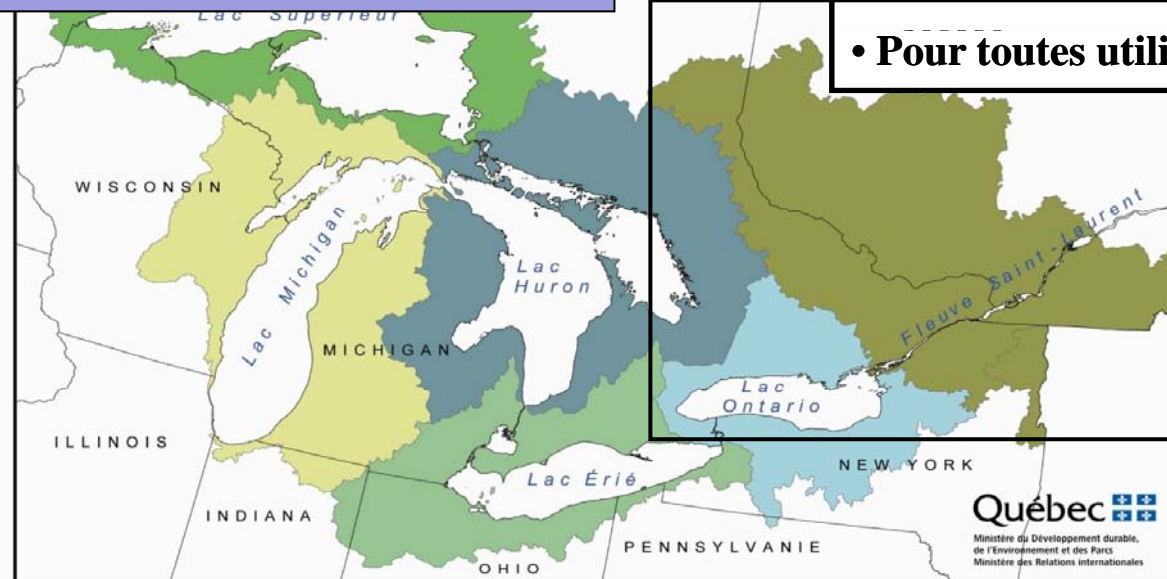 Lac Supérieur
• Pour toutes utili
WISCONSIN
Lac Michigan
Lac
Huron
Fleuve Saint-Laurent
MICHIGAN
Lac
Ontario
ILLINOIS
Lac Érié
NEW YORK
INDIANA
PENNSYLVANIE
OHIO
Québec
Ministère du Développement durable,
de l'Environnement et des Parcs
Ministère des Relations internationales